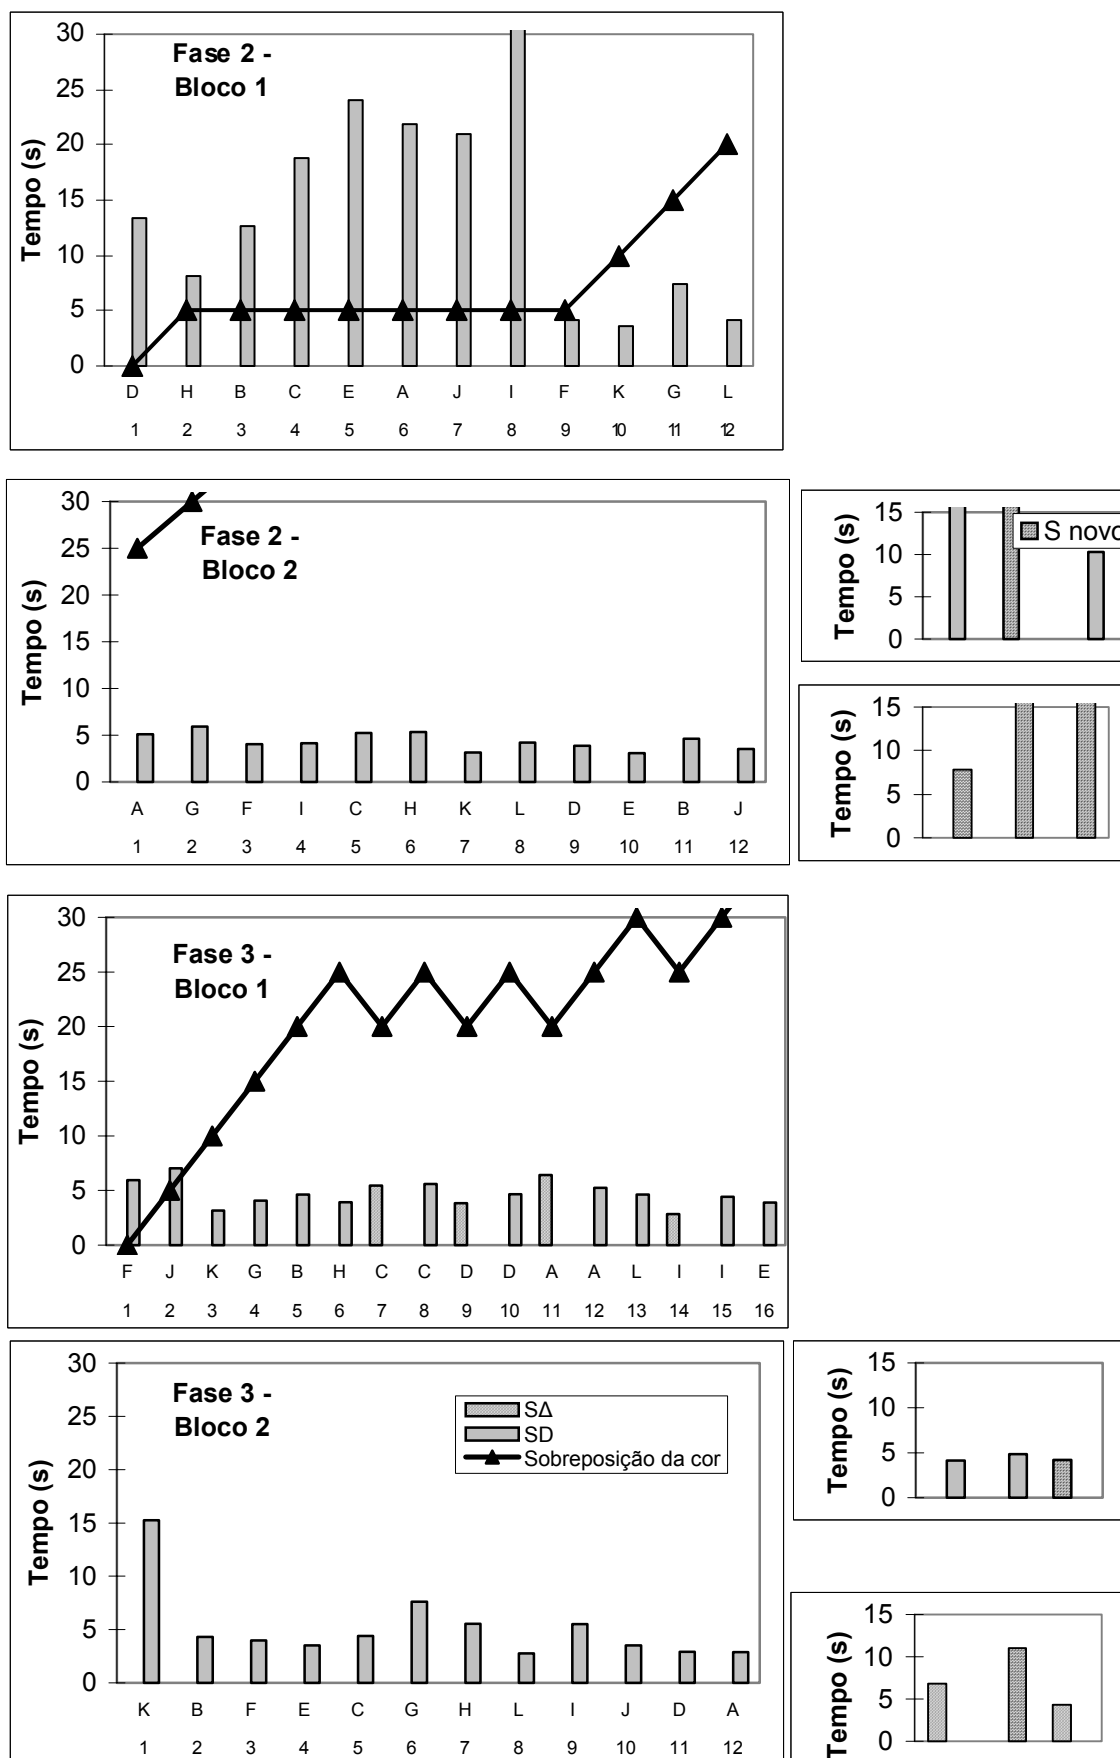 Fase 2 -
Bloco 1
Tempo (s)
30
25
20
15
10
5
0
D H B C E A J I F K G L
1 2 3 4 5 6 7 8 9 10 11 12
Fase 2 -
Bloco 2
Tempo (s)
30
25
20
15
10
5
0
A G F I C H K L D E B J
1 2 3 4 5 6 7 8 9 10 11 12
Tempo (s)
15
10
5
0
S novo
Tempo (s)
15
10
5
0
Fase 3 -
Bloco 1
Tempo (s)
30
25
20
15
10
5
0
F J K G B H C C D D A A L I I E
1 2 3 4 5 6 7 8 9 10 11 12 13 14 15 16
Fase 3 -
Bloco 2
Tempo (s)
30
25
20
15
10
5
0
SΔ
SD
Sobreposição da cor
K B F E C G H L I J D A
1 2 3 4 5 6 7 8 9 10 11 12
Tempo (s)
15
10
5
0
Tempo (s)
15
10
5
0